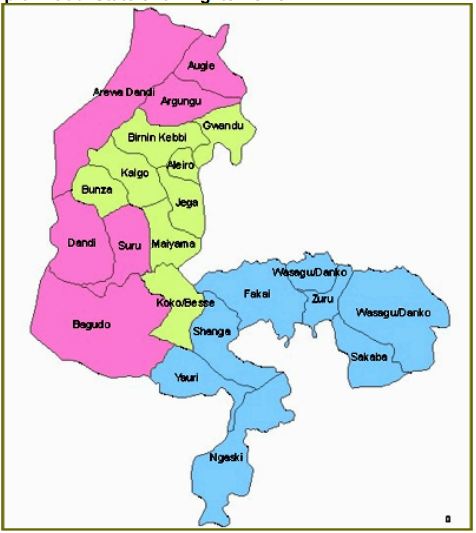 Augie
Arewa Dandi
Argungu
Gwandu
Birnin Kebbi
Aleiro
Kalgo
Bunza
Jega
Dandi
Suru
Maiyama
Wasagu/Danko
Fakai
Zuru
Koko/Besse
Wasagu/Danko
Bagudo
Shanga
Sakaba
Yauri
Ngaski